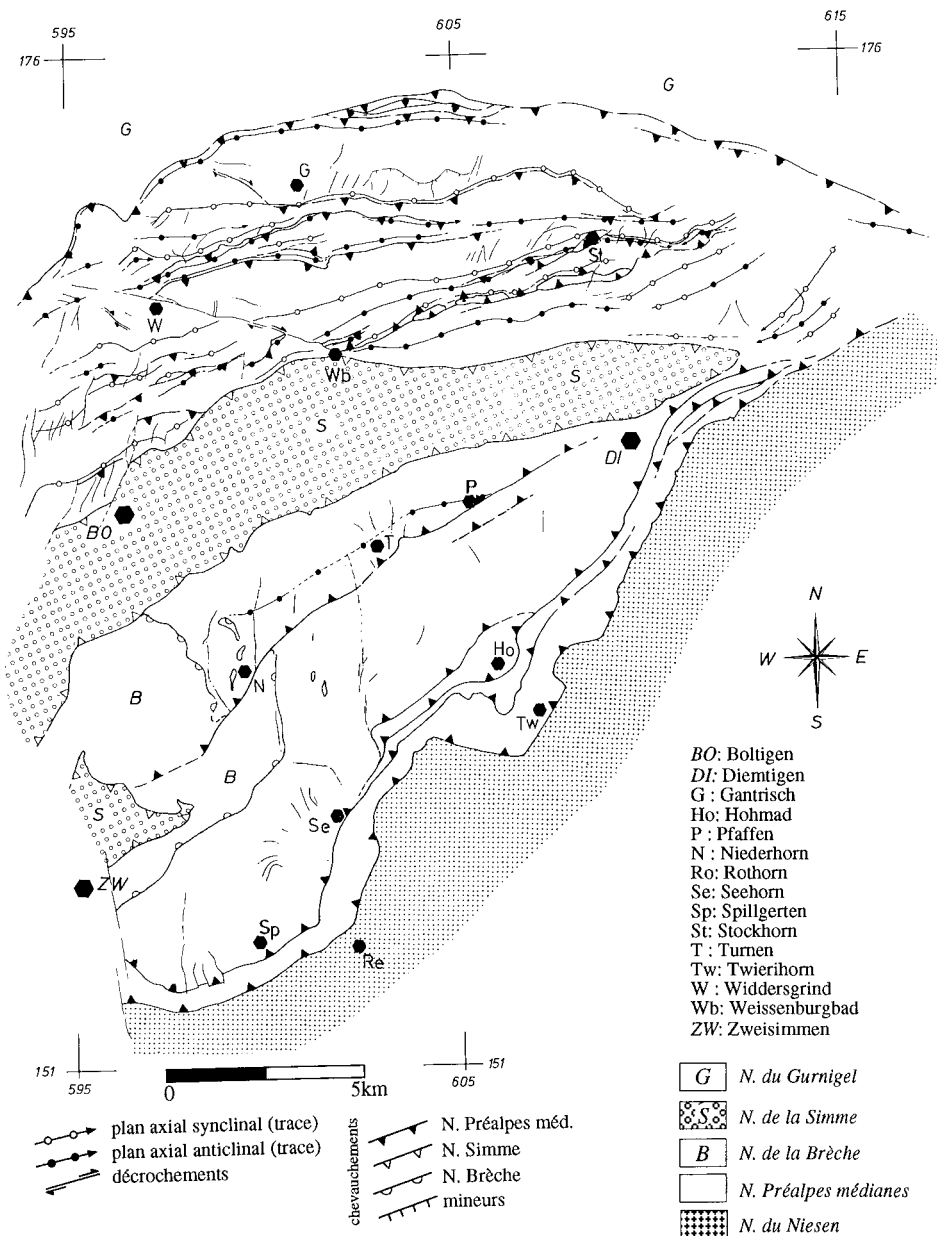 595
605
615
176
176
G
G
G
St
W
Wb
S
S
DI
P
BO
T
Ho
N
B
Tw
B
S
Se
ZW
Sp
Re
N
W E
S
BO: Boltigen
DI: Diemtigen
G : Gantrisch
Ho: Hohmad
P : Pfaffen
N : Niederhorn
Ro: Rothorn
Se: Seehorn
Sp: Spillgerten
St: Stockhorn
T : Turnen
Tw: Twierihorn
W : Widdersgrind
Wb: Weissenburgbad
ZW: Zweisimmen
151
595
151
605
0 5km
plan axial synclinal (trace)
plan axial anticlinal (trace)
décrochements
chevauchements
N. Préalpes méd.
N. Simme
N. Brèche
mineurs
G N. du Gurnigel
S N. de la Simme
B N. de la Brèche
N. Préalpes médianes
N. du Niesen